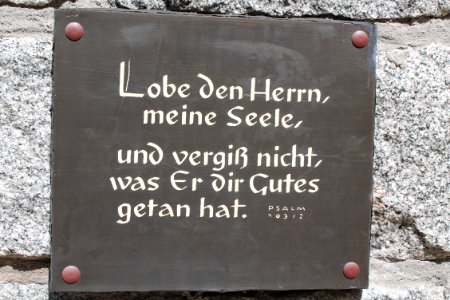 Lobe den Herrn,
meine Seele,
und vergiß nicht,
was Er dir Gutes
getan hat. PSALM
103/2